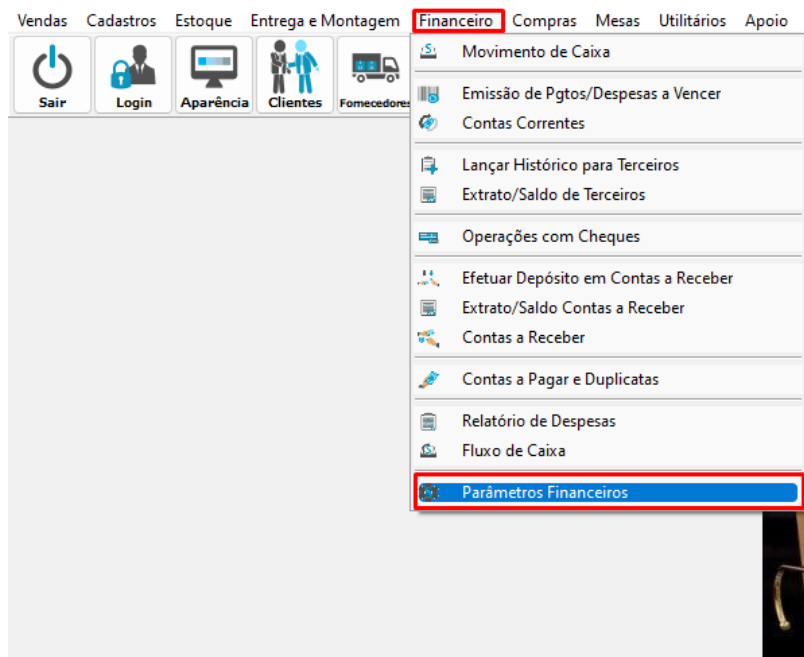 Vendas Cadastros Estoque Entrega e Montagem Financeiro Compras Mesas Utilitários Apoio
Sair Login Aparência Clientes Fornecedores
Movimento de Caixa
Emissão de Pgtos/Despesas a Vencer
Contas Correntes
Lançar Histórico para Terceiros
Extrato/Saldo de Terceiros
Operações com Cheques
Efetuar Depósito em Contas a Receber
Extrato/Saldo Contas a Receber
Contas a Receber
Contas a Pagar e Duplicatas
Relatório de Despesas
Fluxo de Caixa
Parâmetros Financeiros